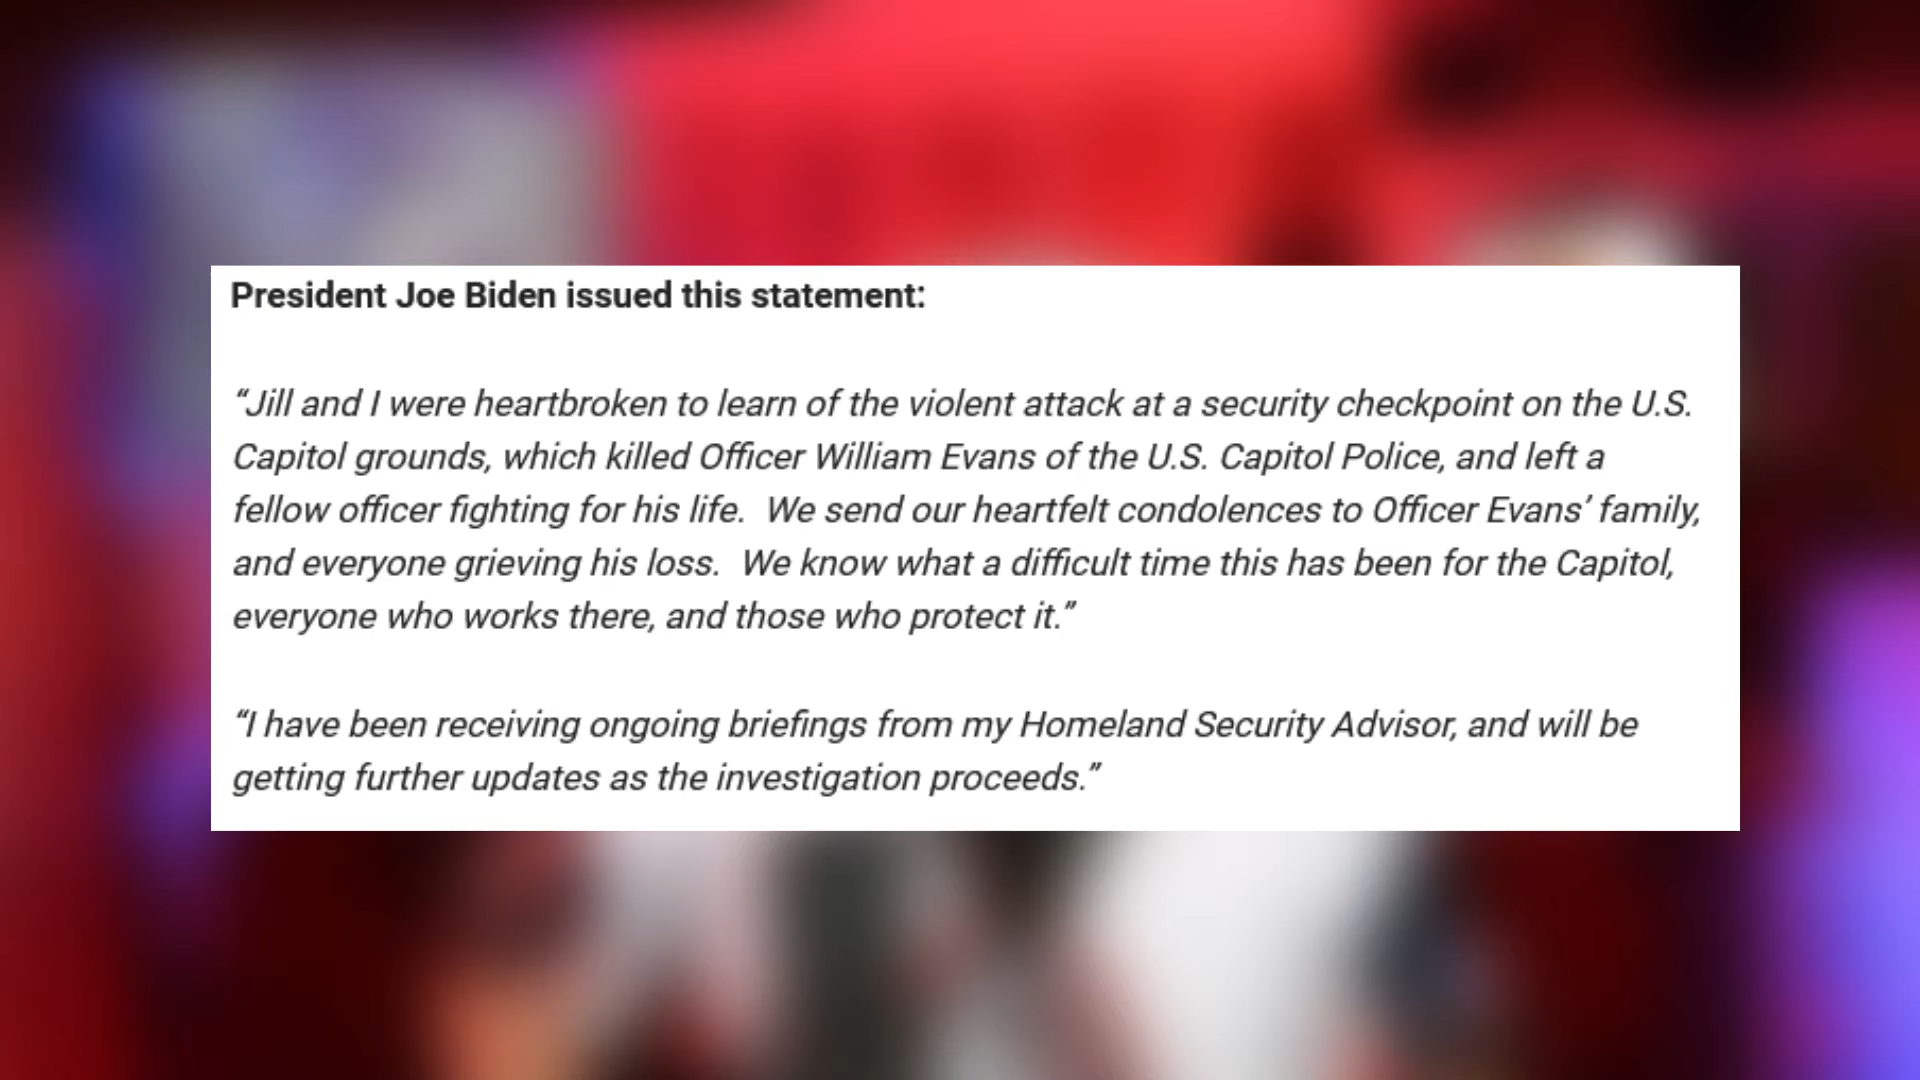 President Joe Biden issued this statement:
“Jill and I were heartbroken to learn of the violent attack at a security checkpoint on the U.S.
Capitol grounds, which killed Officer William Evans of the U.S. Capitol Police, and left a
fellow officer fighting for his life.  We send our heartfelt condolences to Officer Evans’ family,
and everyone grieving his loss.  We know what a difficult time this has been for the Capitol,
everyone who works there, and those who protect it.”
“I have been receiving ongoing briefings from my Homeland Security Advisor, and will be
getting further updates as the investigation proceeds.”